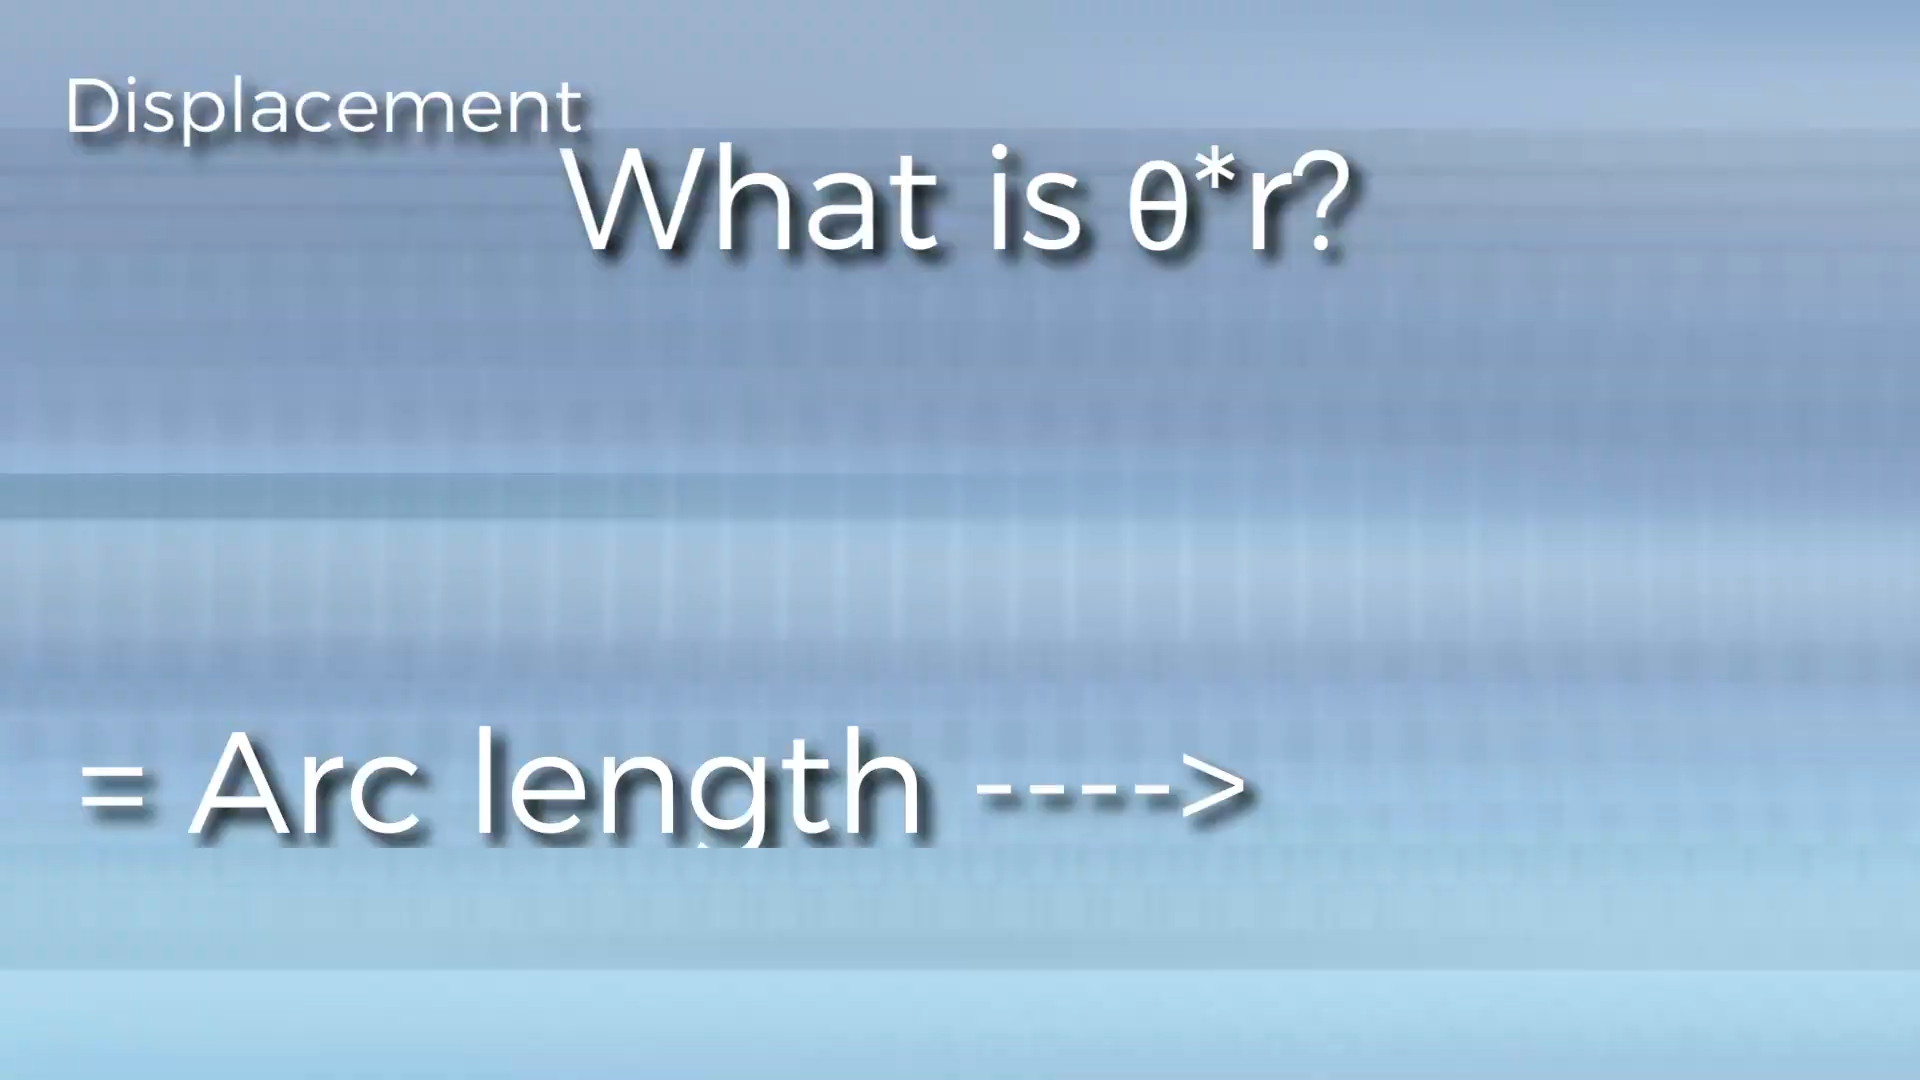 Displacement
What is θ*r?
= Arc length ---->